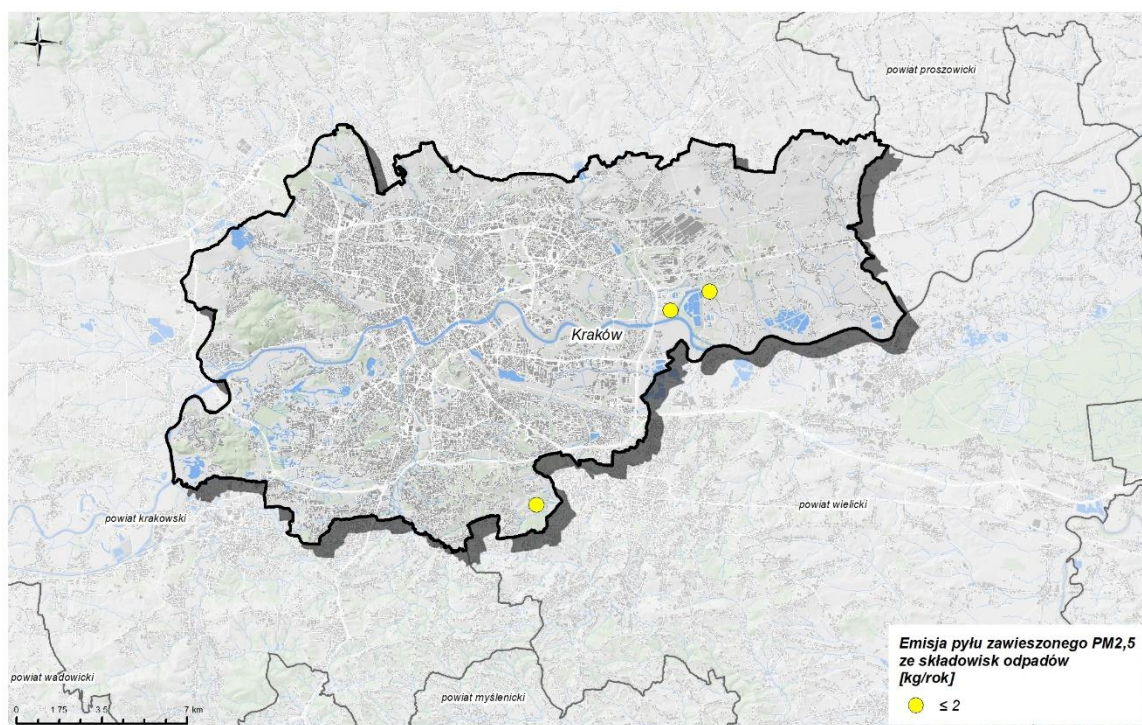 powiat proszowicki
Kraków
powiat krakowski
powiat wielicki
powiat wadowicki
powiat myślenicki
Emisja pyłu zawieszonego PM2,5
ze składowisk odpadów
[kg/rok]
≤ 2
0 1.75 3.5 7 km